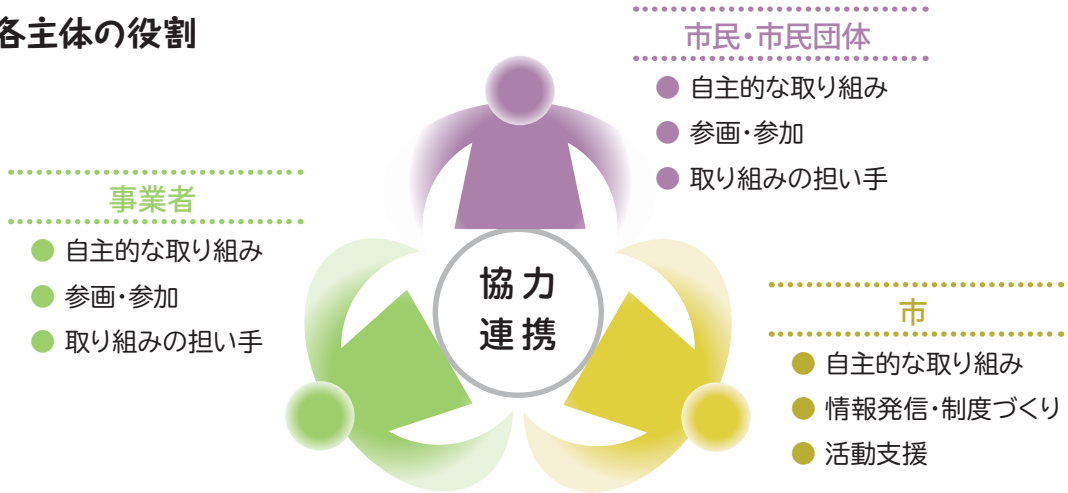 各主体の役割
市民・市民団体
● 自主的な取り組み
● 参画・参加
● 取り組みの担い手
事業者
● 自主的な取り組み
● 参画・参加
● 取り組みの担い手
協力
連携
市
● 自主的な取り組み
● 情報発信・制度づくり
● 活動支援